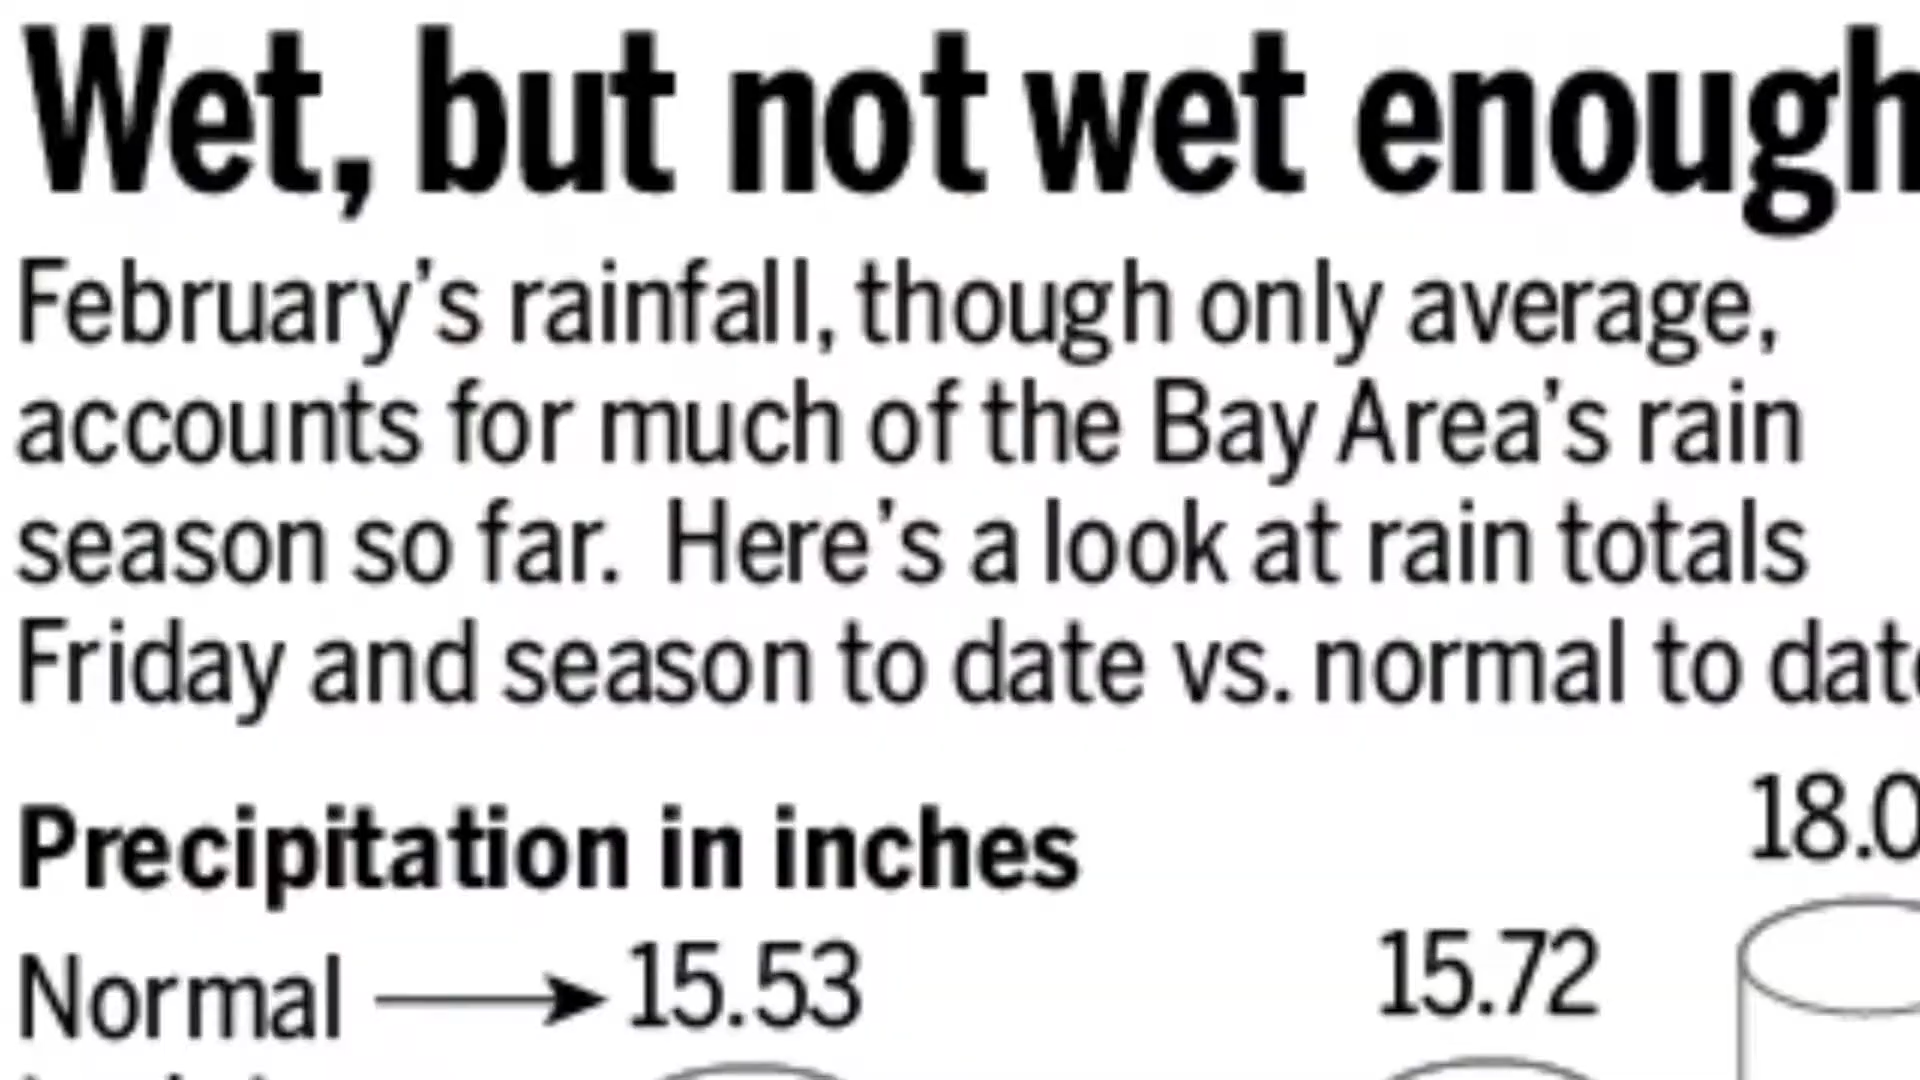 Wet, but not wet enough
February's rainfall, though only average,
accounts for much of the Bay Area's rain
season so far. Here's a look at rain totals
Friday and season to date vs. normal to date
Precipitation in inches
18.0
Normal
15.53
15.72